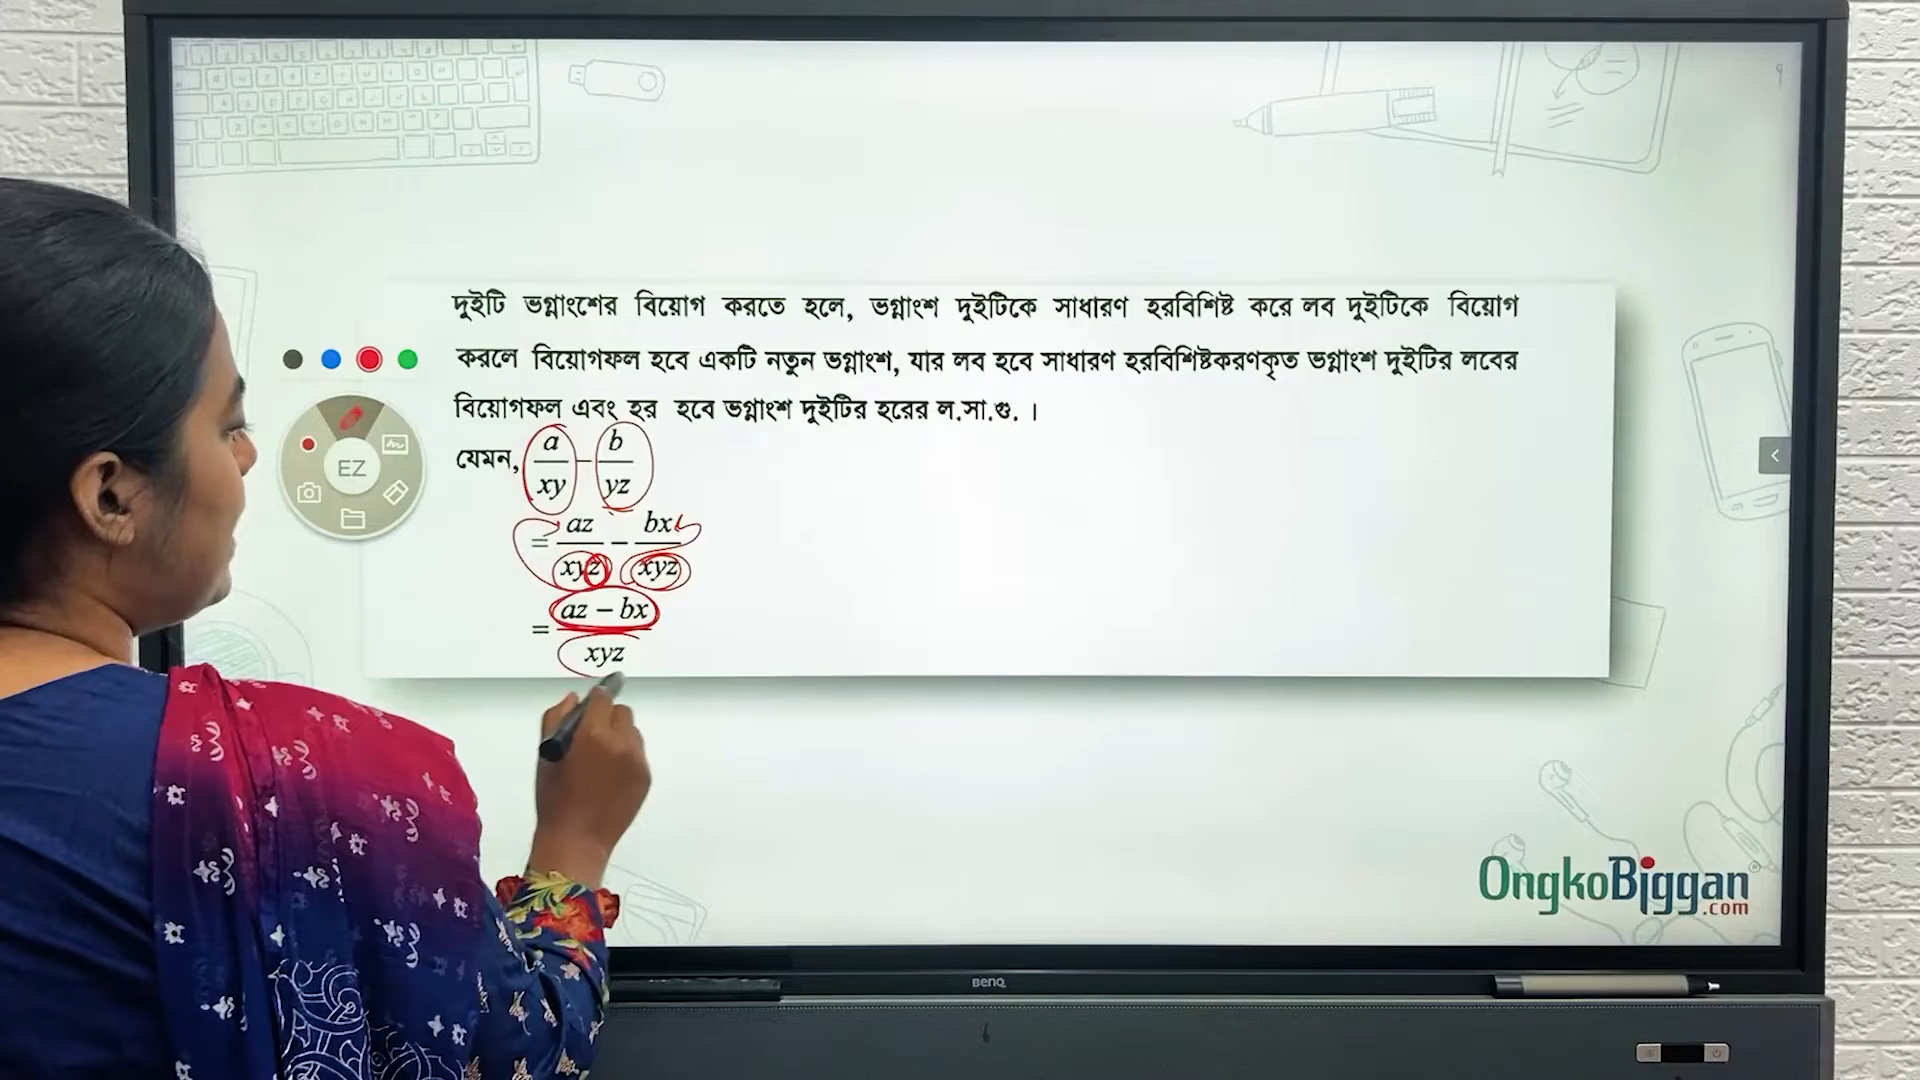 দুইটি ভগ্নাংশের বিয়োগ করতে হলে, ভগ্নাংশ দুইটিকে সাধারণ হরবিশিষ্ট করে লব দুইটিকে বিয়োগ
করলে বিয়োগফল হবে একটি নতুন ভগ্নাংশ, যার লব হবে সাধারণ হরবিশিষ্টকরণকৃত ভগ্নাংশ দুইটির লবের
বিয়োগফল এবং হর হবে ভগ্নাংশ দুইটির হরের ল.সা.গু. ।
যেমন, a/xy − b/yz
= az/xyz − bx/xyz
= (az − bx)/xyz
EZ
OngkoBiggan
.com
BenQ